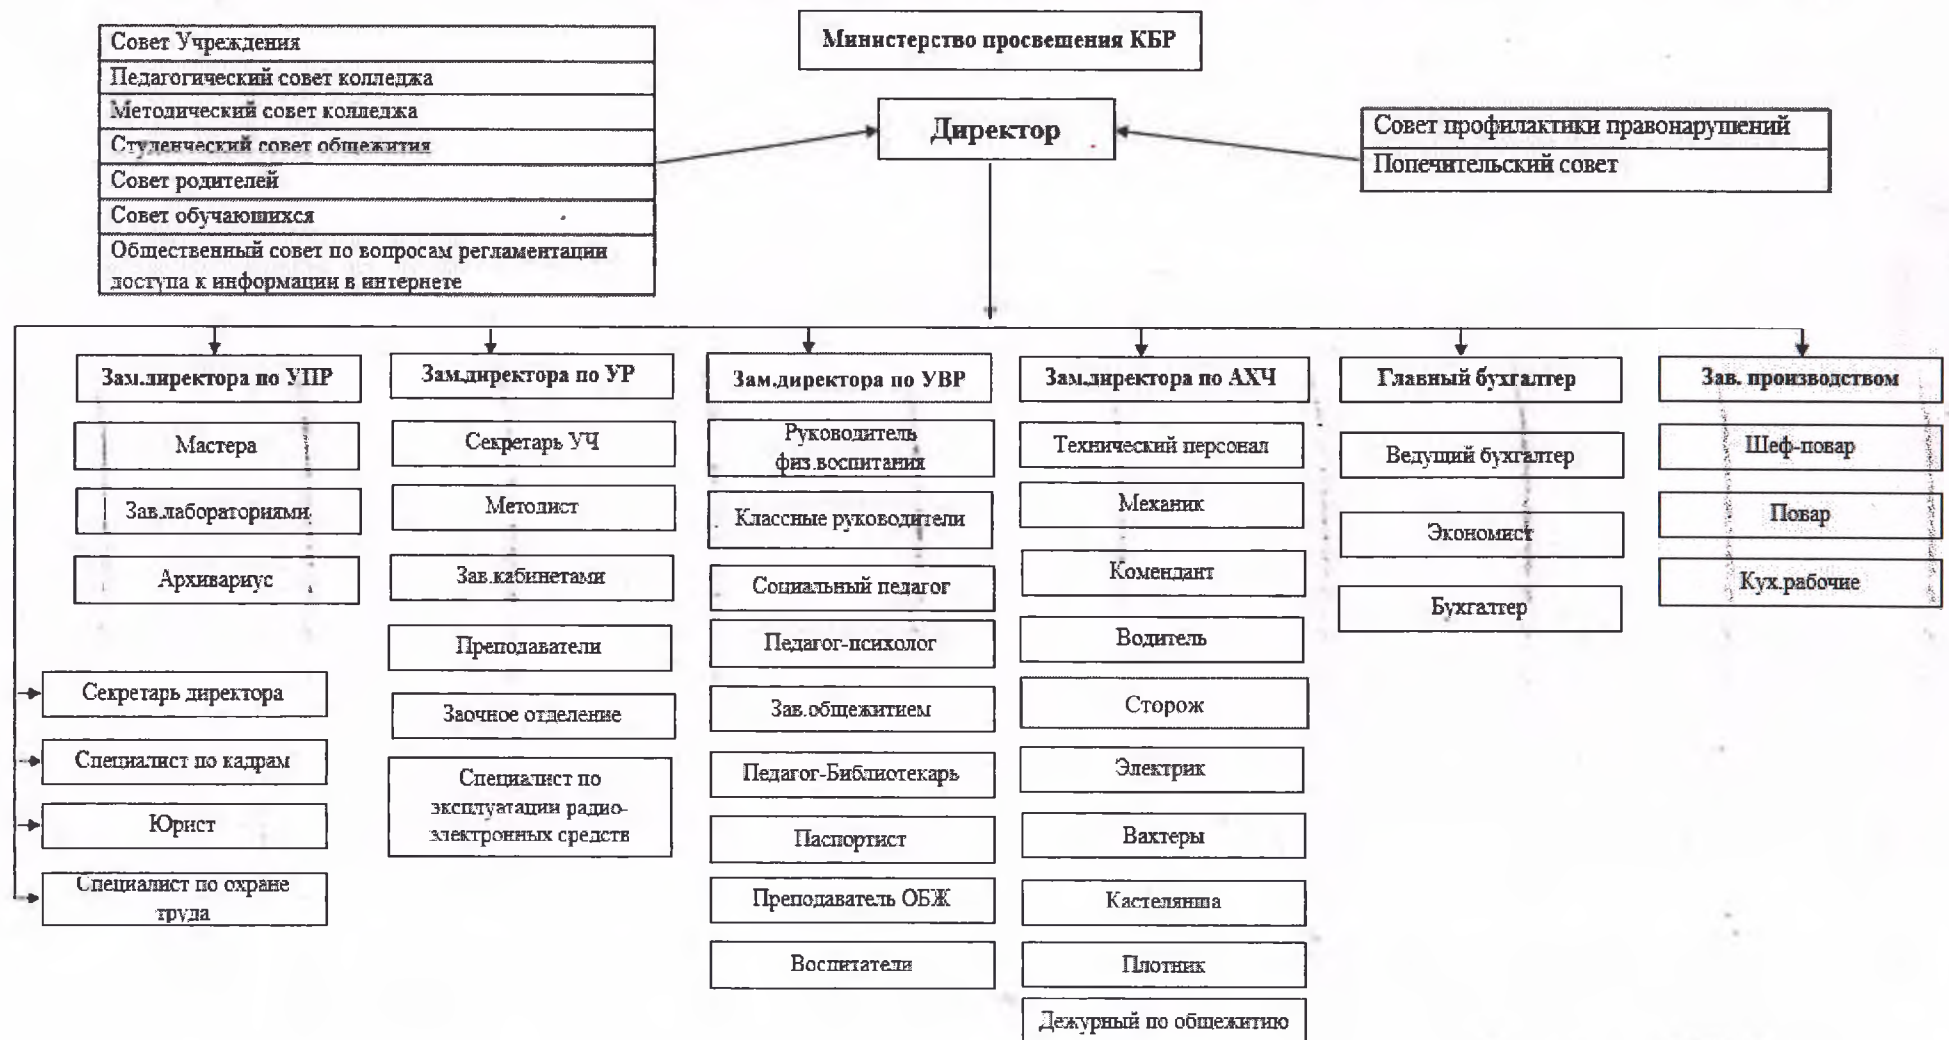 Министерство просвешения КБР
Директор
Совет Учреждения
Педагогический совет колледжа
Методический совет колледжа
Студенческий совет общежития
Совет родителей
Совет обучающихся
Общественный совет по вопросам регламентации
доступа к информации в интернете
Совет профилактики правонарушений
Попечительский совет
Зам.директора по УПР
Мастера
Зав.лабораториями
Архивариус
Секретарь директора
Специалист по кадрам
Юрист
Специалист по охране
труда
Зам.директора по УР
Секретарь УЧ
Методист
Зав.кабинетами
Преподаватели
Заочное отделение
Специалист по
эксплуатации радио-
электронных средств
Зам.директора по УВР
Руководитель
физ.воспитания
Классные руководители
Социальный педагог
Педагог-психолог
Зав.общежитием
Педагог-Библиотекарь
Паспортист
Преподаватель ОБЖ
Воспитатели
Зам.директора по АХЧ
Технический персонал
Механик
Комендант
Водитель
Сторож
Электрик
Вахтеры
Кастелянша
Плотник
Дежурный по общежитию
Главный бухгалтер
Ведущий бухгалтер
Экономист
Бухгалтер
Зав. производством
Шеф-повар
Повар
Кух.рабочие